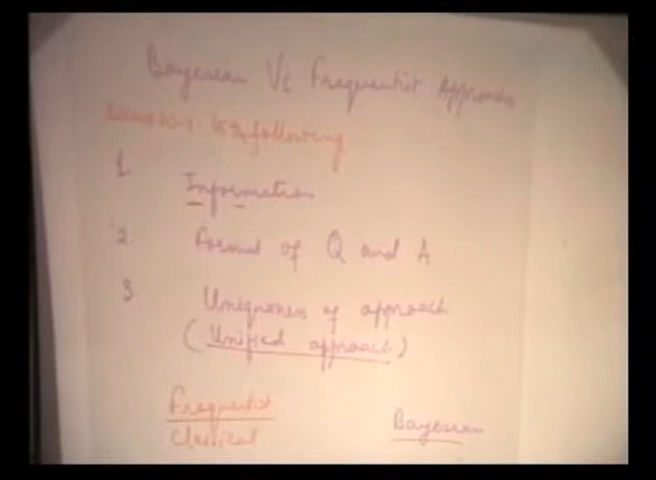 Bayesian Vs Frequentist Approach
following
1 Information
2. Format of Q and A
3 Uniqueness of approach
(Unified approach)
Frequentist Bayesian
Classical